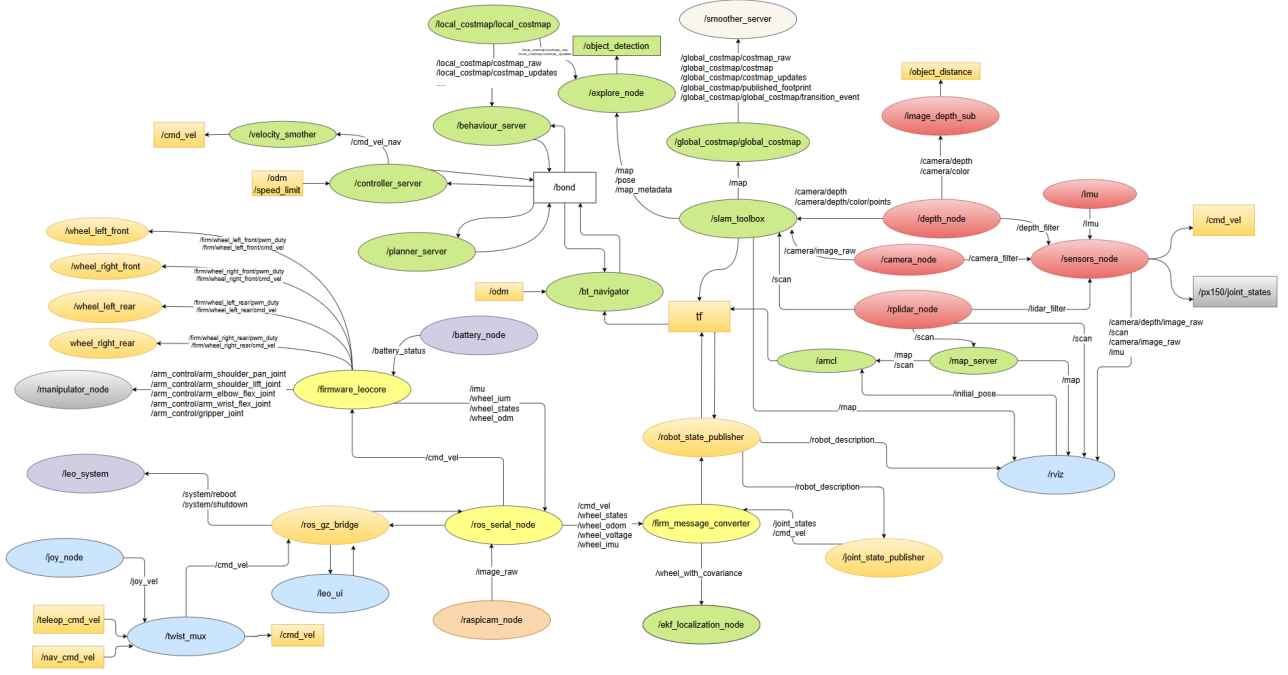 /local_costmap/local_costmap
/smoother_server
/local_costmap/costmap_raw
/local_costmap/costmap_updates
/object_detection
/local_costmap/costmap_raw
/local_costmap/costmap_updates
....
/global_costmap/costmap_raw
/global_costmap/costmap
/global_costmap/costmap_updates
/global_costmap/published_footprint
/global_costmap/global_costmap/transition_event
/object_distance
/explore_node
/image_depth_sub
/behaviour_server
/cmd_vel
/velocity_smother
/cmd_vel_nav
/global_costmap/global_costmap
/camera/depth
/camera/color
/odm
/speed_limit
/controller_server
/bond
/map
/pose
/map_metadata
/map
/camera/depth
/camera/depth/color/points
/Imu
/wheel_left_front
/firm/wheel_left_front/pwm_duty
/firm/wheel_left_front/cmd_vel
/planner_server
/slam_toolbox
/depth_node
/depth_filter
/Imu
/cmd_vel
/wheel_right_front
/firm/wheel_right_front/pwm_duty
/firm/wheel_right_front/cmd_vel
/camera/image_raw
/camera_node
/camera_filter
/sensors_node
/scan
/wheel_left_rear
/firm/wheel_left_rear/pwm_duty
/firm/wheel_left_rear/cmd_vel
/odm
/bt_navigator
/px150/joint_states
tf
/rplidar_node
/lidar_filter
wheel_right_rear
/firm/wheel_right_rear/pwm_duty
/firm/wheel_right_rear/cmd_vel
/battery_node
/battery_status
/scan
/camera/depth/image_raw
/scan
/camera/image_raw
/imu
/scan
/amcl
/map
/scan
/map_server
/map
/manipulator_node
/arm_control/arm_shoulder_pan_joint
/arm_control/arm_shoulder_lift_joint
/arm_control/arm_elbow_flex_joint
/arm_control/arm_wrist_flex_joint
/arm_control/gripper_joint
/firmware_leocore
/imu
/wheel_ium
/wheel_states
/wheel_odm
/initial_pose
/map
/robot_state_publisher
/robot_description
/cmd_vel
/leo_system
/rviz
/system/reboot
/system/shutdown
/robot_description
/ros_gz_bridge
/ros_serial_node
/cmd_vel
/wheel_states
/wheel_odom
/wheel_voltage
/wheel_imu
/firm_message_converter
/joint_states
/cmd_vel
/joy_node
/cmd_vel
/joint_state_publisher
/joy_vel
/leo_ui
/image_raw
/wheel_with_covariance
/teleop_cmd_vel
/raspicam_node
/ekf_localization_node
/twist_mux
/cmd_vel
/nav_cmd_vel